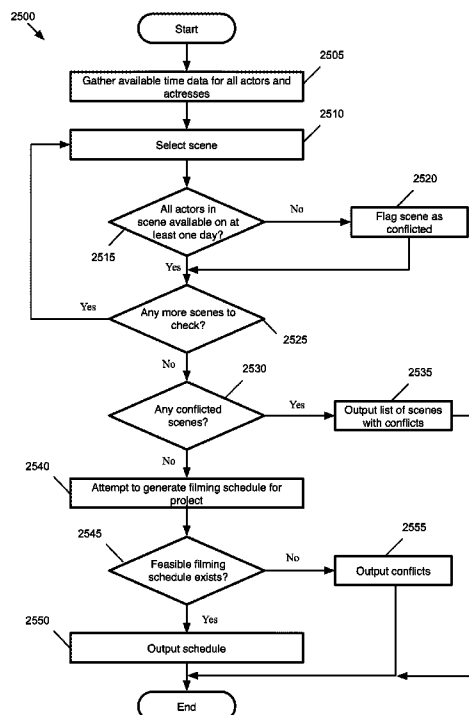 2500
Start
2505
Gather available time data for all actors and
actresses
2510
Select scene
2520
All actors in
scene available on at
least one day?
No
Flag scene as
conflicted
2515
Yes
Yes
Any more scenes to
check?
2525
No
2530
2535
Any conflicted
scenes?
Yes
Output list of scenes
with conflicts
No
2540
Attempt to generate filming schedule for
project
2545
2555
Feasible filming
schedule exists?
No
Output conflicts
Yes
2550
Output schedule
End